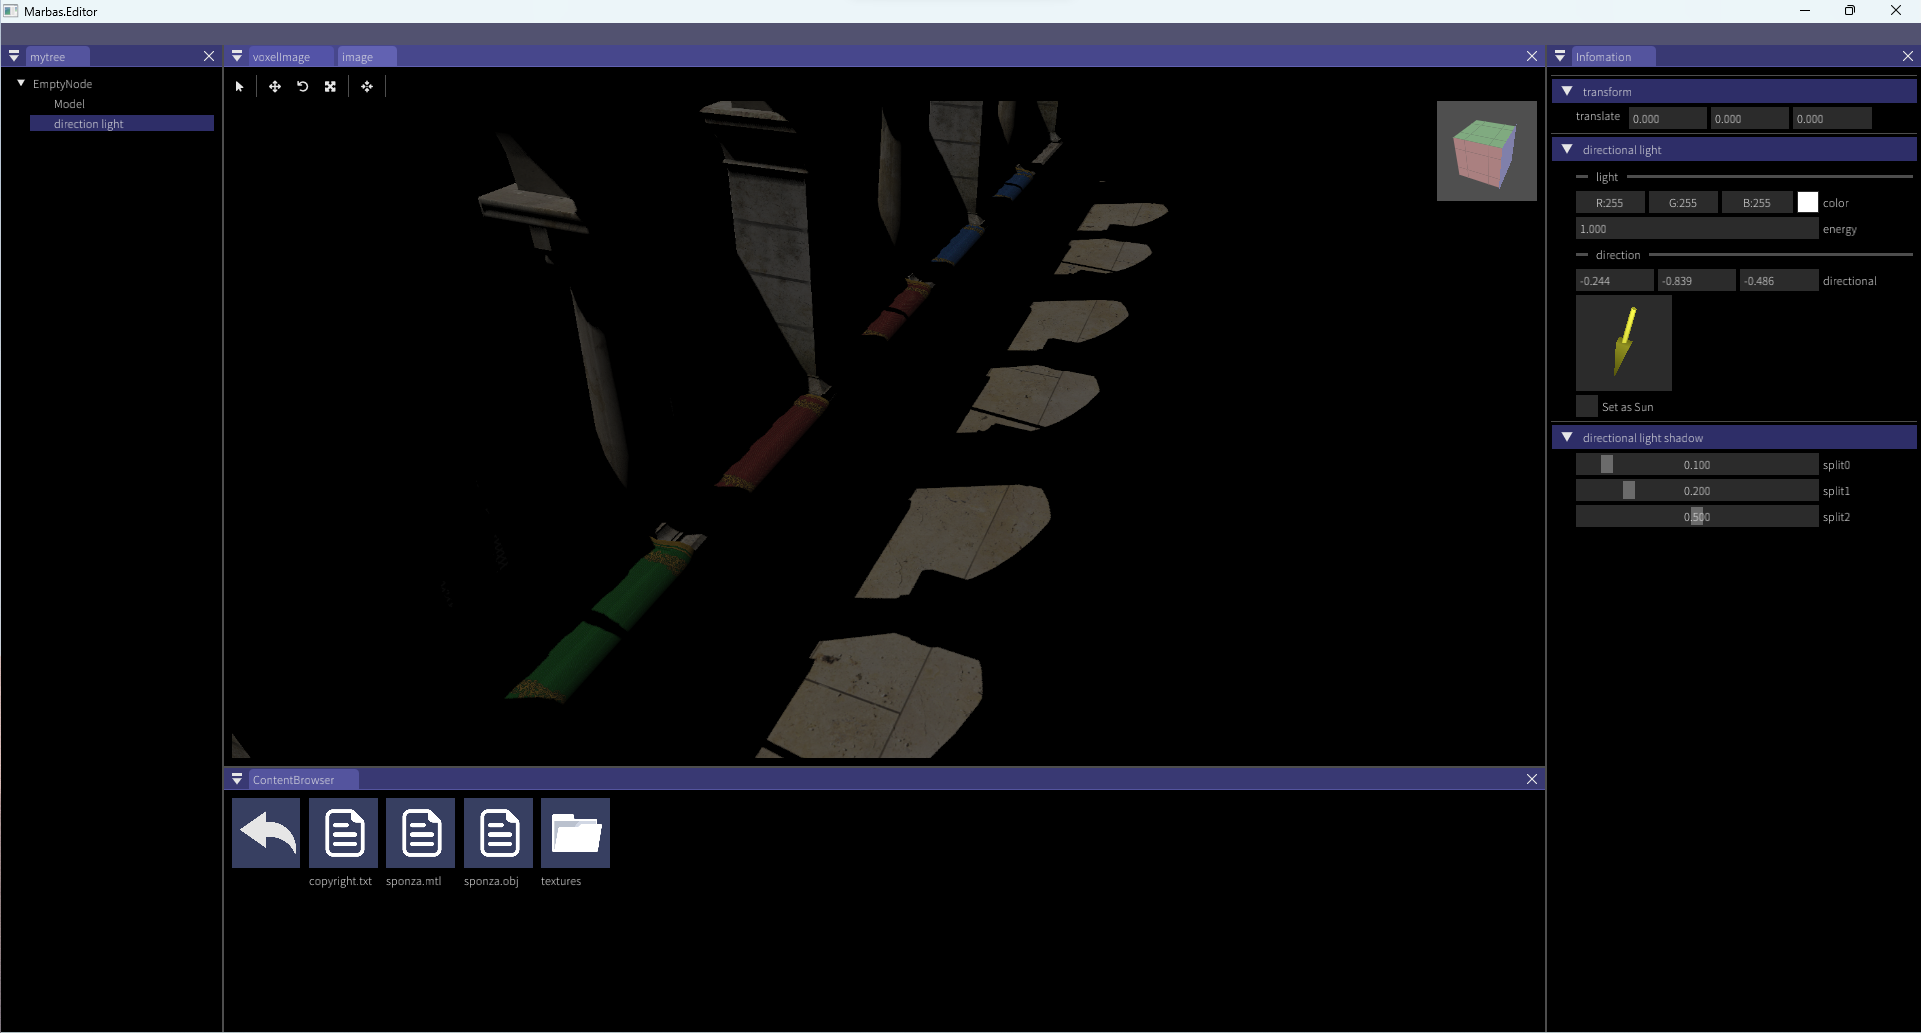 Marbas.Editor
mytree
EmptyNode
Model
direction light
voxelImage
image
Infomation
transform
translate 0.000 0.000 0.000
directional light
light
R:255 G:255 B:255 color
1.000 energy
direction
-0.244 -0.839 -0.486 directional
Set as Sun
directional light shadow
0.100 split0
0.200 split1
0.500 split2
ContentBrowser
copyright.txt sponza.mtl sponza.obj textures